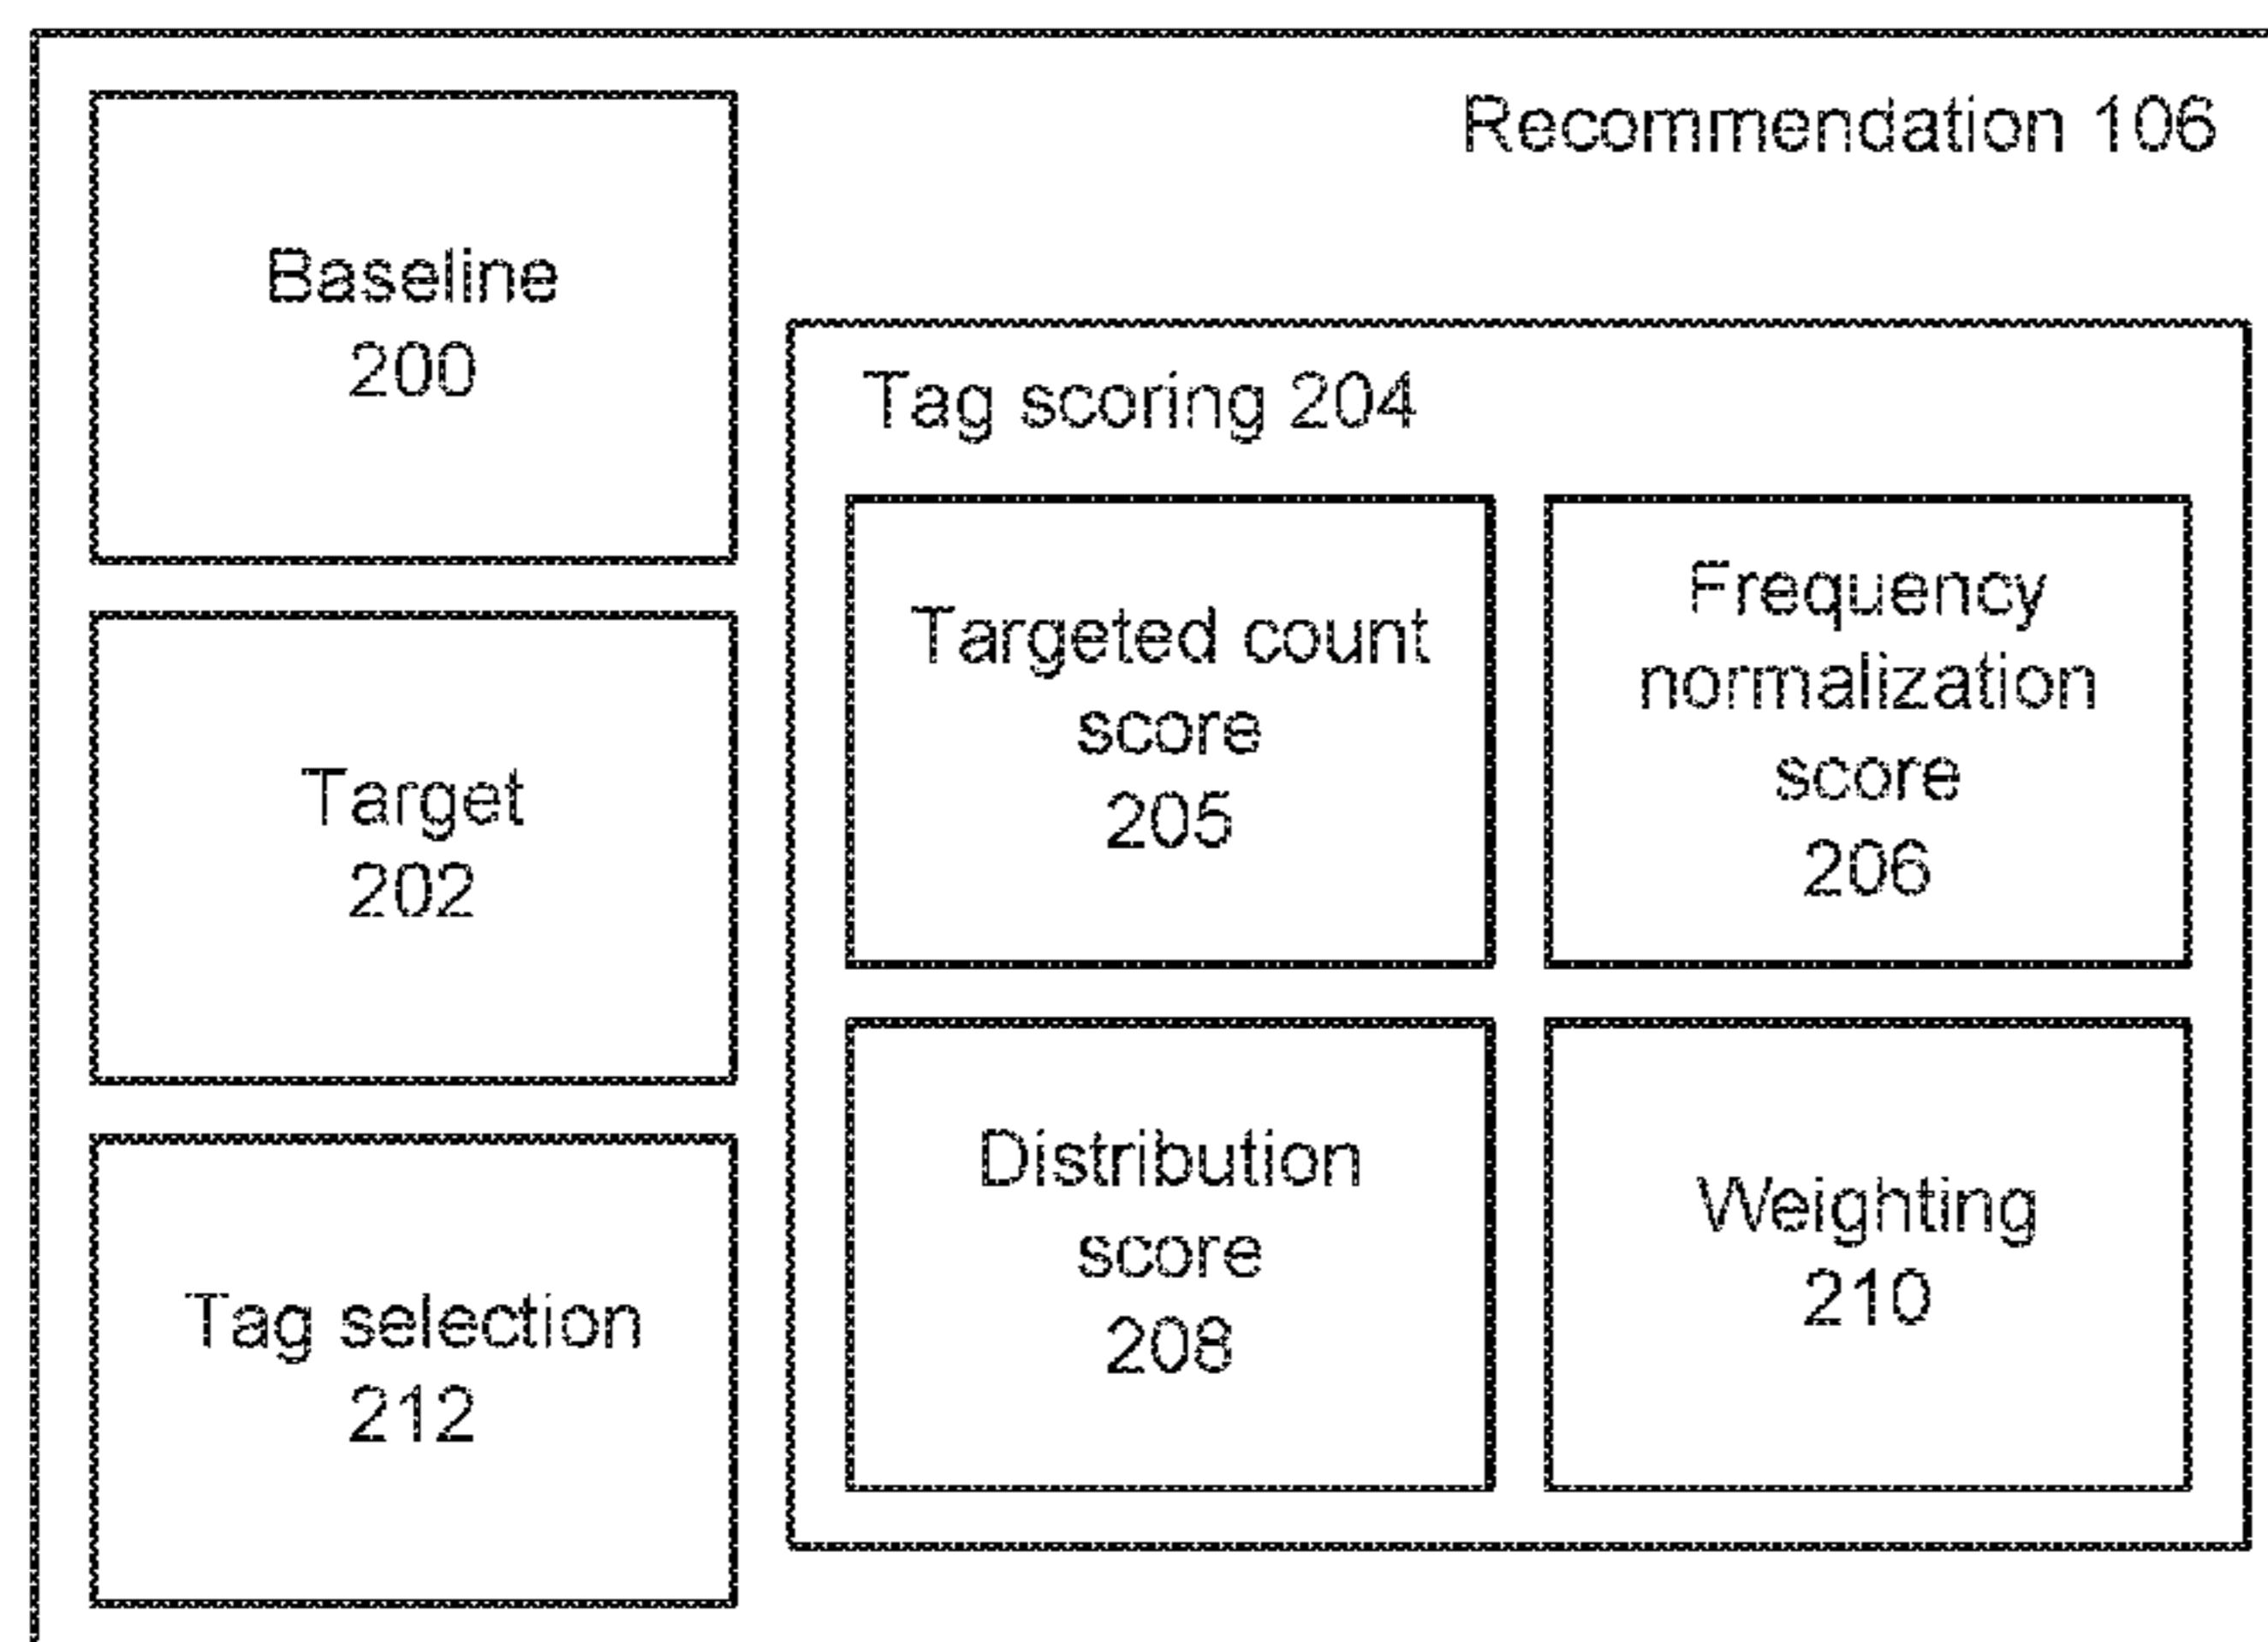 Recommendation 106
Baseline
200
Target
202
Tag selection
212
Tag scoring 204
Targeted count
score
205
Frequency
normalization
score
206
Distribution
score
208
Weighting
210